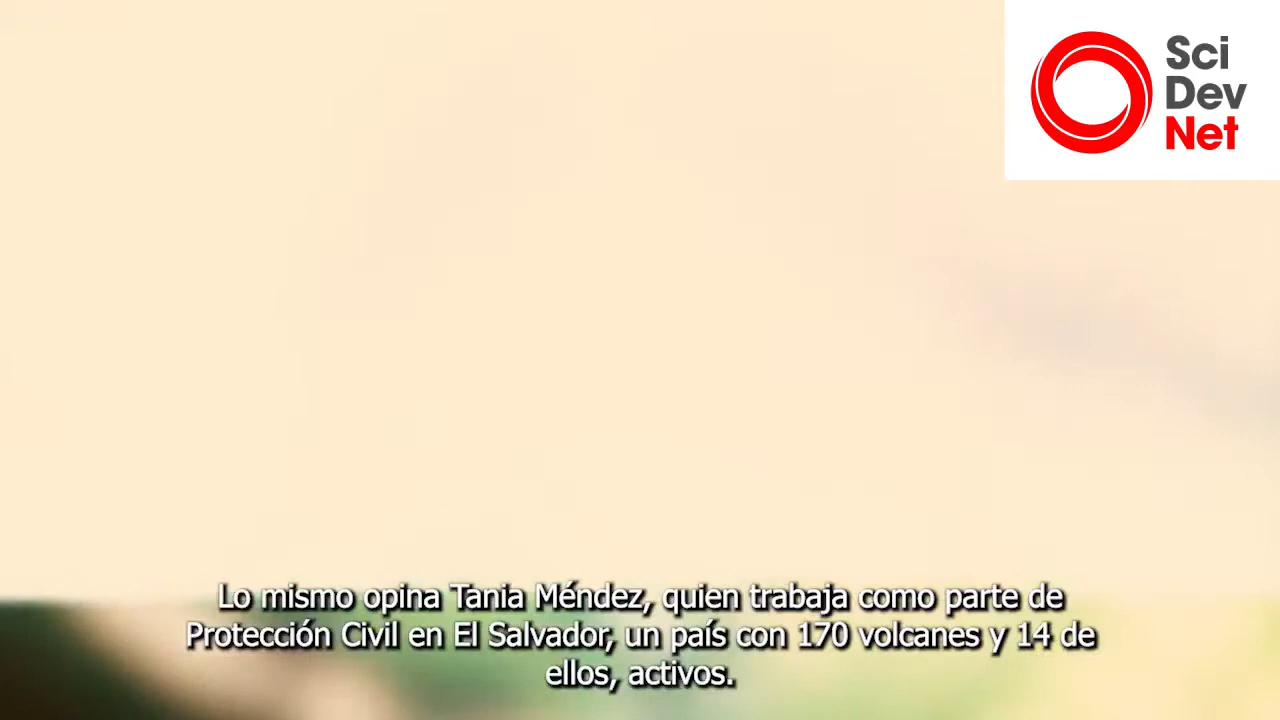 Sci
Dev
Net
Lo mismo opina Tania Méndez, quien trabaja como parte de
Protección Civil en El Salvador, un país con 170 volcanes y 14 de
ellos, activos.